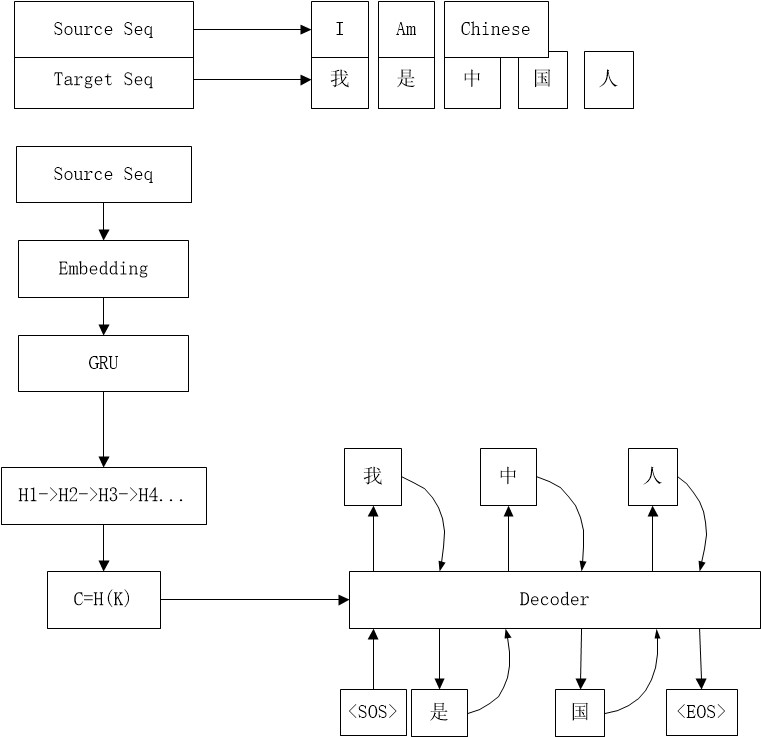 Source Seq I Am Chinese
Target Seq 我 是 中 国 人
Source Seq
Embedding
GRU
H1->H2->H3->H4...
我 中 人
C=H(K)
Decoder
<SOS> 是 国 <EOS>